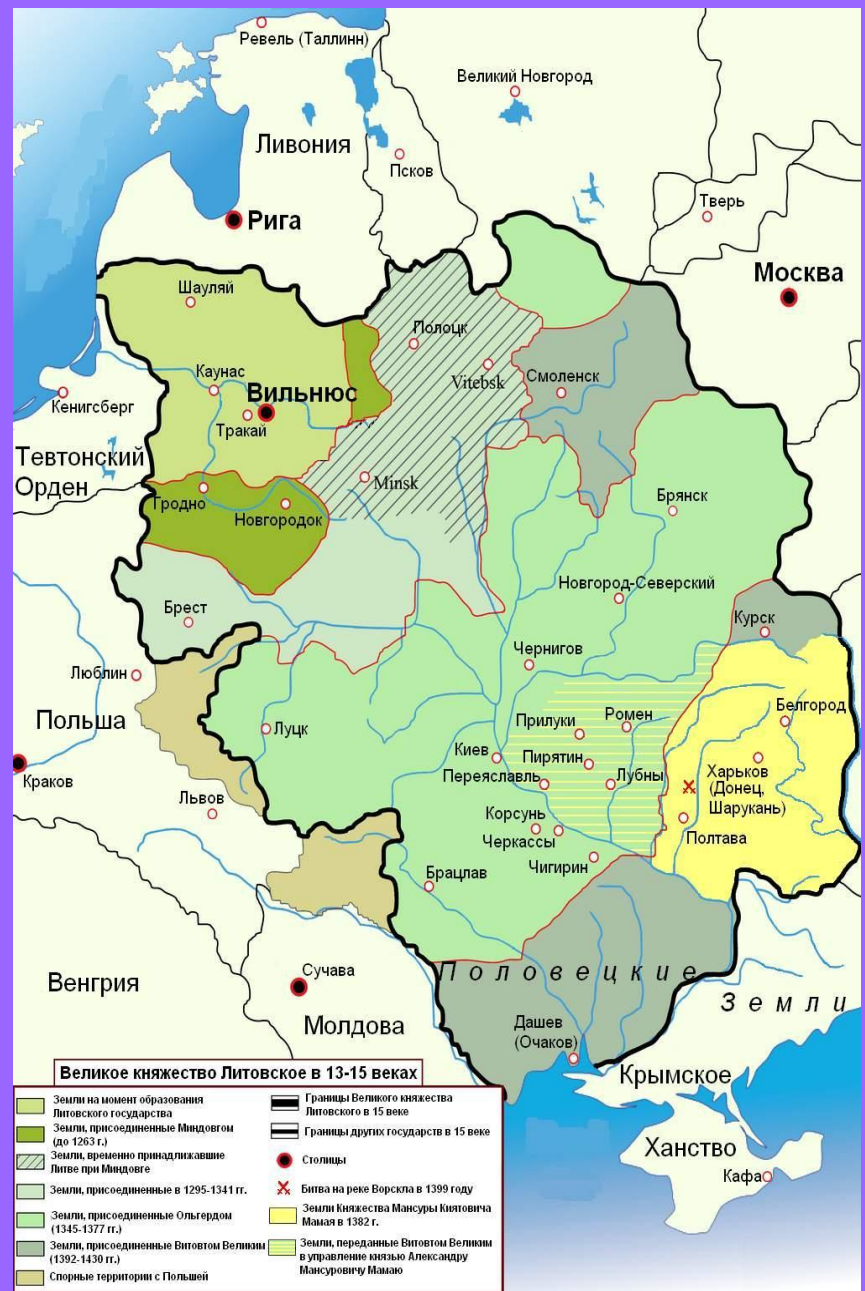 Ревель (Таллинн)
Великий Новгород
Ливония
Псков
Тверь
Рига
Москва
Шауляй
Полоцк
Каунас
Vitebsk
Смоленск
Вильнюс
Кенигсберг
Тракай
Тевтонский
Орден
Minsk
Гродно
Новгородок
Брянск
Новгород-Северский
Брест
Курск
Чернигов
Люблин
Польша
Луцк
Прилуки
Ромен
Белгород
Киев
Пирятин
Переяславль
Лубны
Харьков
(Донец,
Шарукань)
Краков
Львов
Корсунь
Черкассы
Полтава
Чигирин
Брацлав
Венгрия
Сучава
Половецкие
Земли
Молдова
Дашев
(Очаков)
Крымское
Ханство
Кафа
Великое княжество Литовское в 13-15 веках
Земли на момент образования
Литовского государства
Земли, присоединенные Миндовгом
(до 1263 г.)
Земли, временно принадлежавшие
Литве при Миндовге
Земли, присоединенные в 1295-1341 гг.
Земли, присоединенные Ольгердом
(1345-1377 гг.)
Земли, присоединенные Витовтом Великим
(1392-1430 гг.)
Спорные территории с Польшей
Границы Великого княжества
Литовского в 15 веке
Границы других государств в 15 веке
Столицы
Битва на реке Ворскла в 1399 году
Земли Княжества Мансуры Киятовича
Мамая в 1382 г.
Земли, переданные Витовтом Великим
в управление князью Александру
Мансуровичу Мамаю